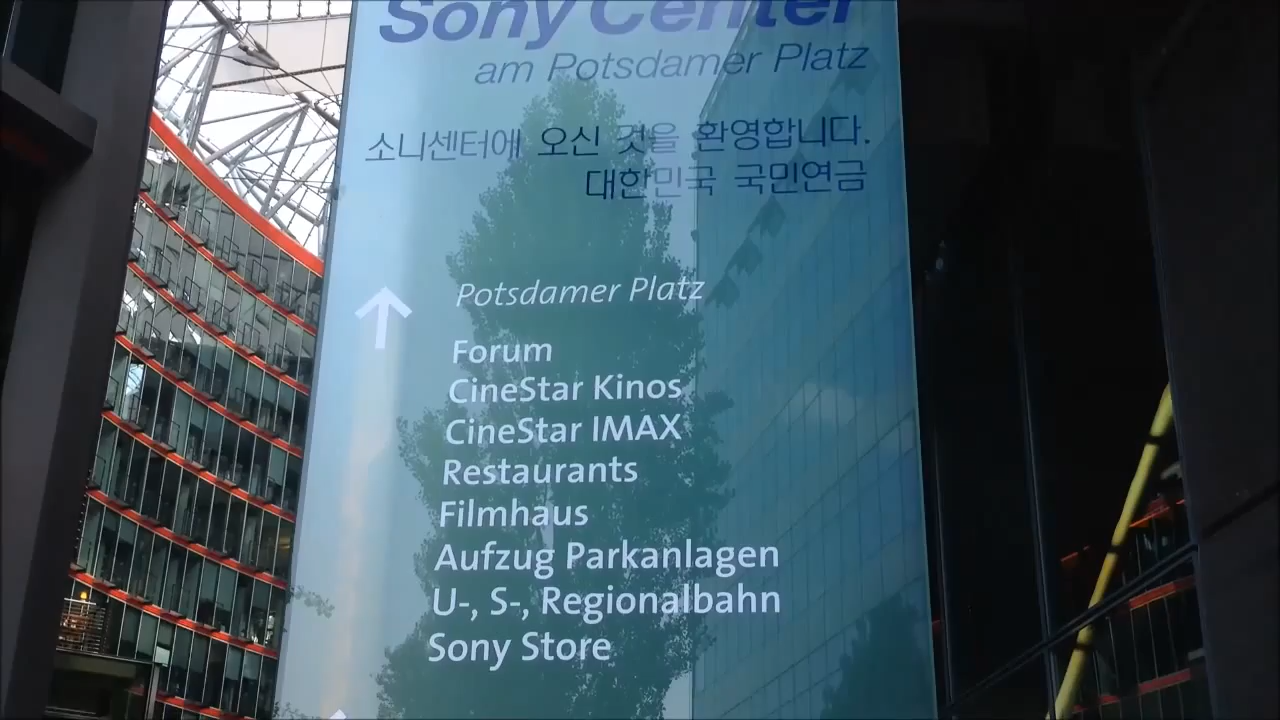 Sony Center
am Potsdamer Platz
소니센터에 오신 것을 환영합니다.
대한민국 국민연금
Potsdamer Platz
Forum
CineStar Kinos
CineStar IMAX
Restaurants
Filmhaus
Aufzug Parkanlagen
U-, S-, Regionalbahn
Sony Store